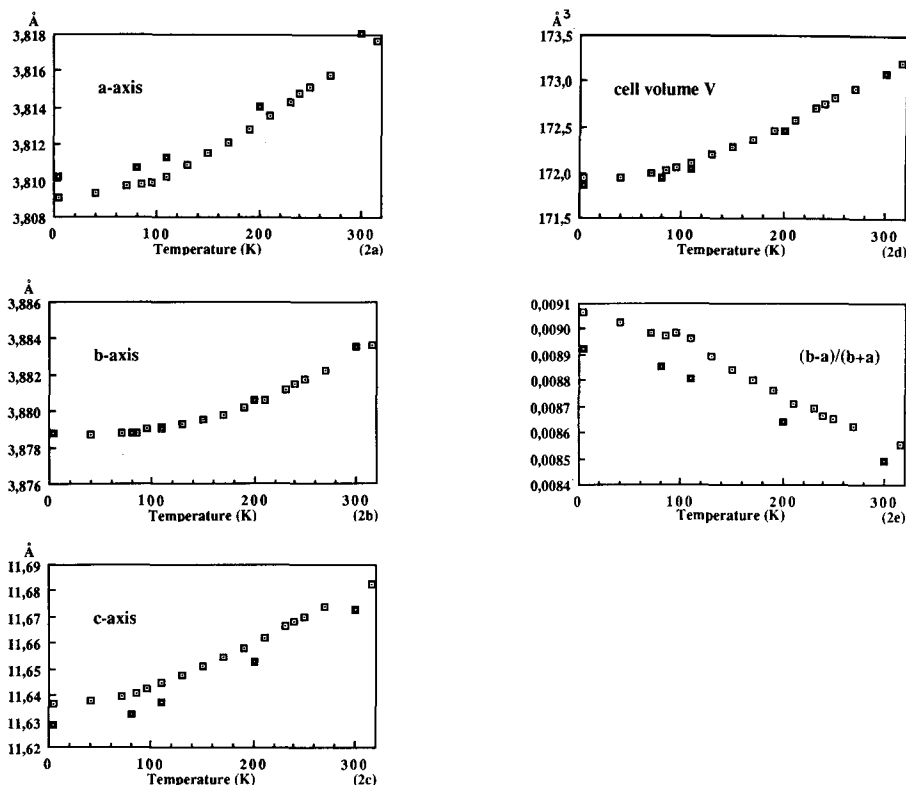 Å
3,818
3,816
3,814
3,812
3,810
3,808
a-axis
0 100 200 300
Temperature (K)
(2a)
Å
3,886
3,884
3,882
3,880
3,878
3,876
b-axis
0 100 200 300
Temperature (K)
(2b)
Å
11,69
11,68
11,67
11,66
11,65
11,64
11,63
11,62
c-axis
0 100 200 300
Temperature (K)
(2c)
Å³
173,5
173,0
172,5
172,0
171,5
cell volume V
0 100 200 300
Temperature (K)
(2d)
0,0091
0,0090
0,0089
0,0088
0,0087
0,0086
0,0085
0,0084
(b-a)/(b+a)
0 100 200 300
Temperature (K)
(2e)